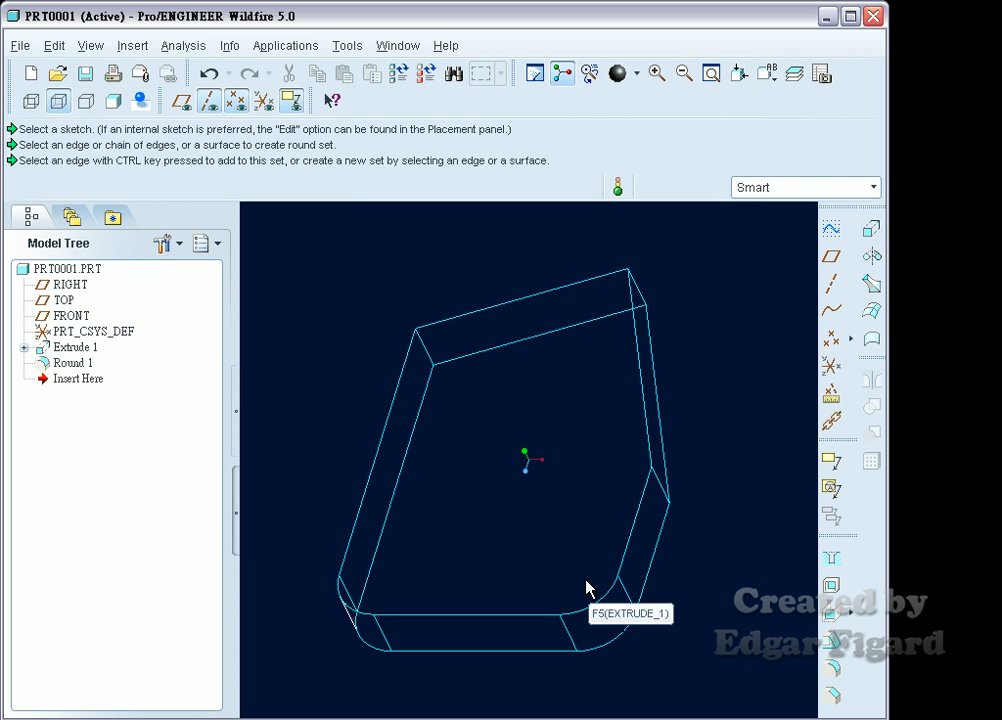 PRT0001 (Active) - Pro/ENGINEER Wildfire 5.0
File Edit View Insert Analysis Info Applications Tools Window Help
Select a sketch. (If an internal sketch is preferred, the "Edit" option can be found in the Placement panel.)
Select an edge or chain of edges, or a surface to create round set.
Select an edge with CTRL key pressed to add to this set, or create a new set by selecting an edge or a surface.
Smart
Model Tree
PRT0001.PRT
RIGHT
TOP
FRONT
PRT_CSYS_DEF
Extrude 1
Round 1
Insert Here
F5(EXTRUDE_1)
Created by
Edgar Figard